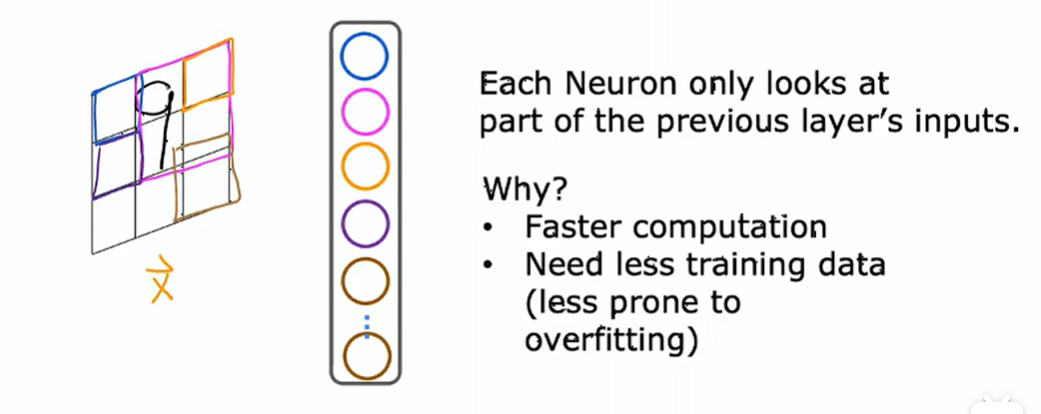 9
x⃗
Each Neuron only looks at
part of the previous layer's inputs.
Why?
• Faster computation
• Need less training data
(less prone to
overfitting)